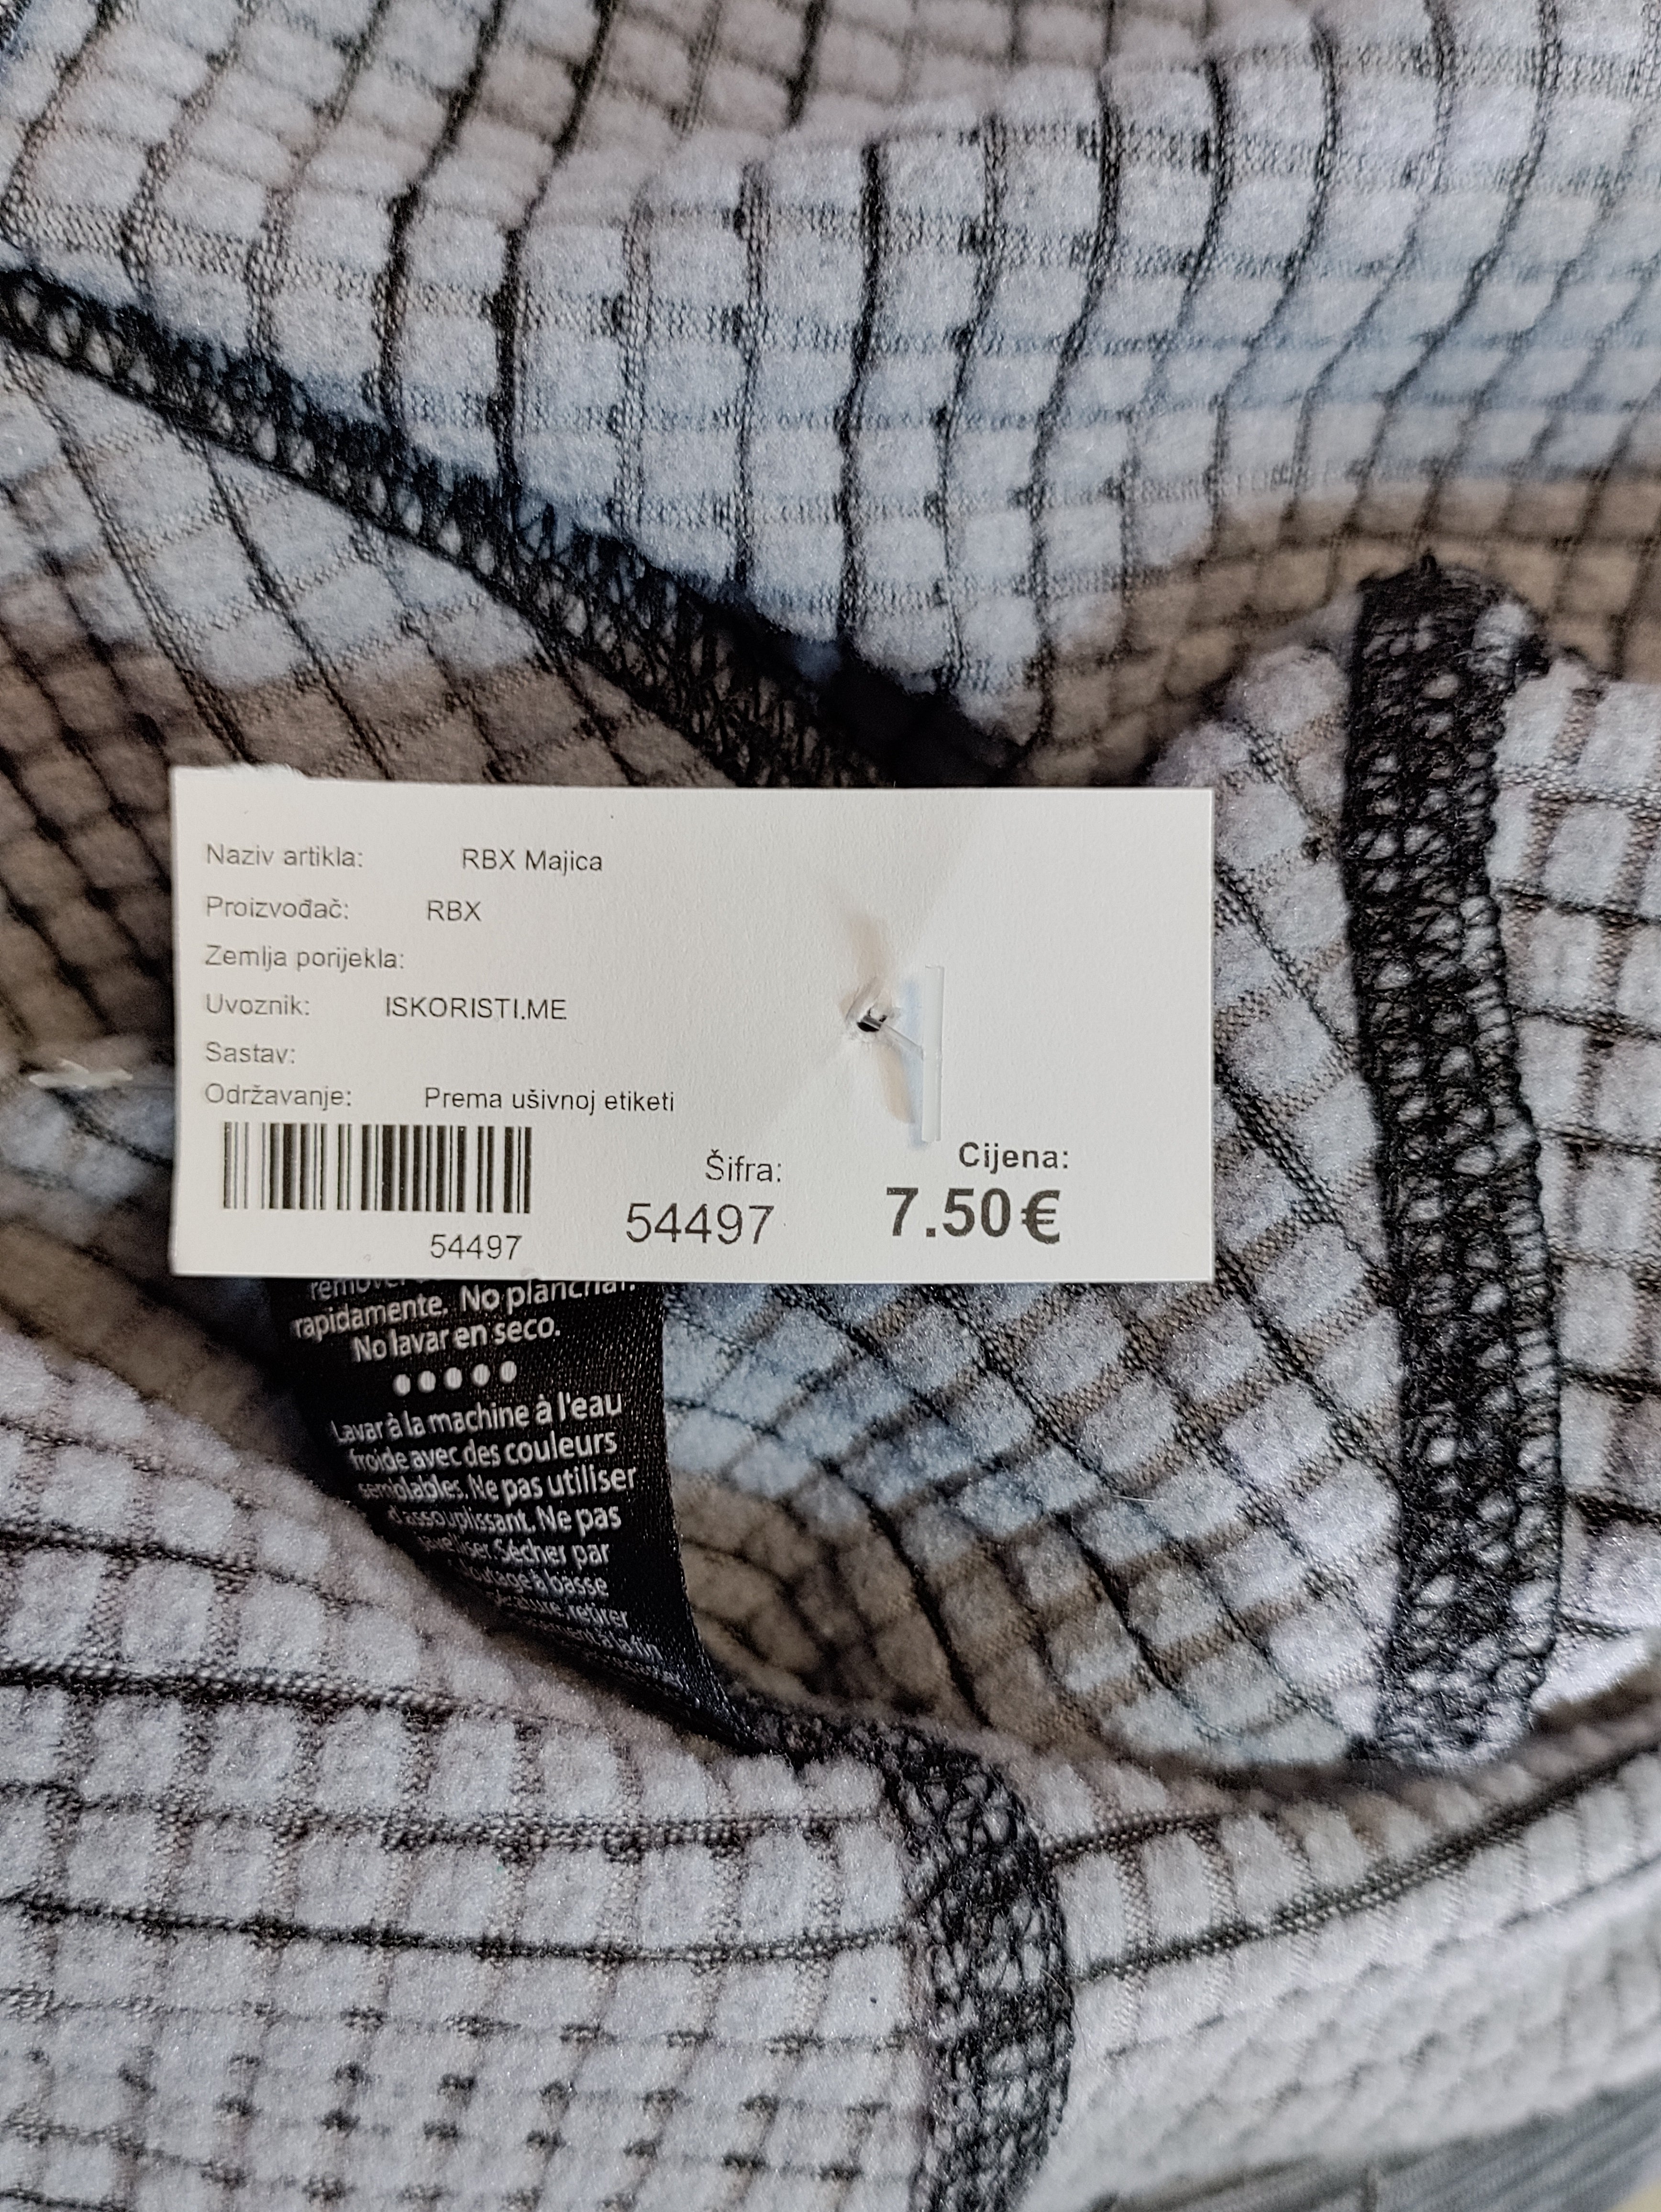 Naziv artikla: RBX Majica
Proizvođač: RBX
Zemlja porijekla:
Uvoznik: ISKORISTI.ME
Sastav:
Održavanje: Prema ušivnoj etiketi
54497
Šifra:
54497
Cijena:
7.50€
rapidamente. No planchar.
No lavar en seco.
Lavar à la machine à l'eau
froide avec des couleurs
semblables. Ne pas utiliser
d'assouplissant. Ne pas
Sécher par
à basse
retirer